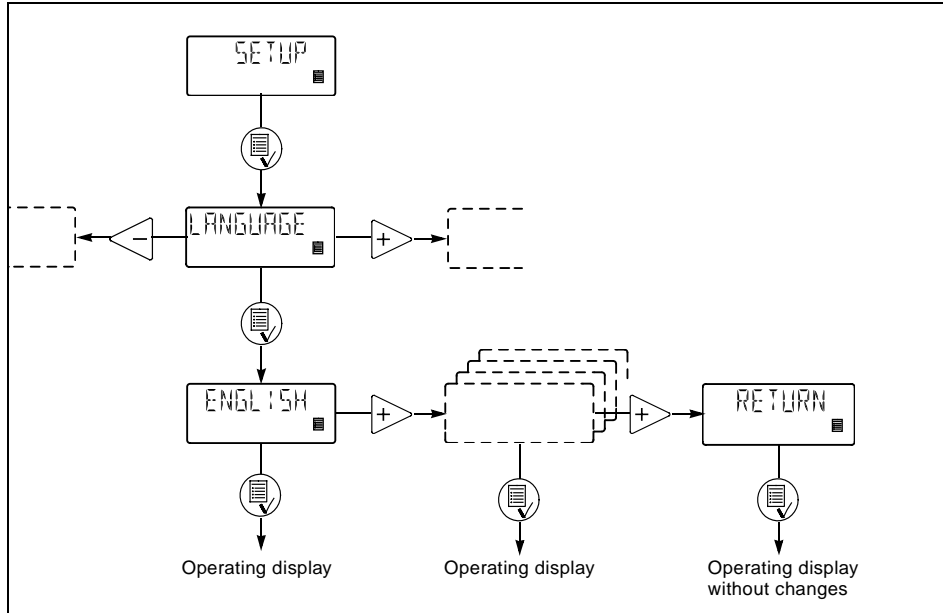 SETUP
LANGUAGE
−
+
ENGLISH
+
+
RETURN
Operating display
Operating display
Operating display
without changes